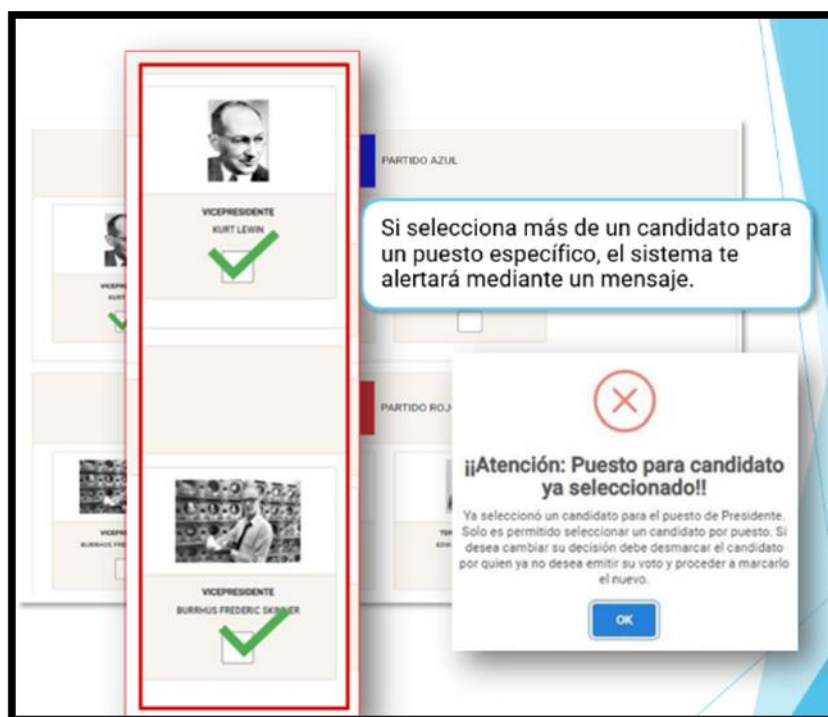 PARTIDO AZUL
VICEPRESIDENTE
KURT LEWIN
Si selecciona más de un candidato para
un puesto específico, el sistema te
alertará mediante un mensaje.
PARTIDO ROJ
¡¡Atención: Puesto para candidato
ya seleccionado!!
Ya seleccionó un candidato para el puesto de Presidente.
Solo es permitido seleccionar un candidato por puesto. Si
desea cambiar su decisión debe desmarcar el candidato
por quien ya no desea emitir su voto y proceder a marcarlo
el nuevo.
OK
VICEPRESIDENTE
BURRHUS FREDERIC SKINNER